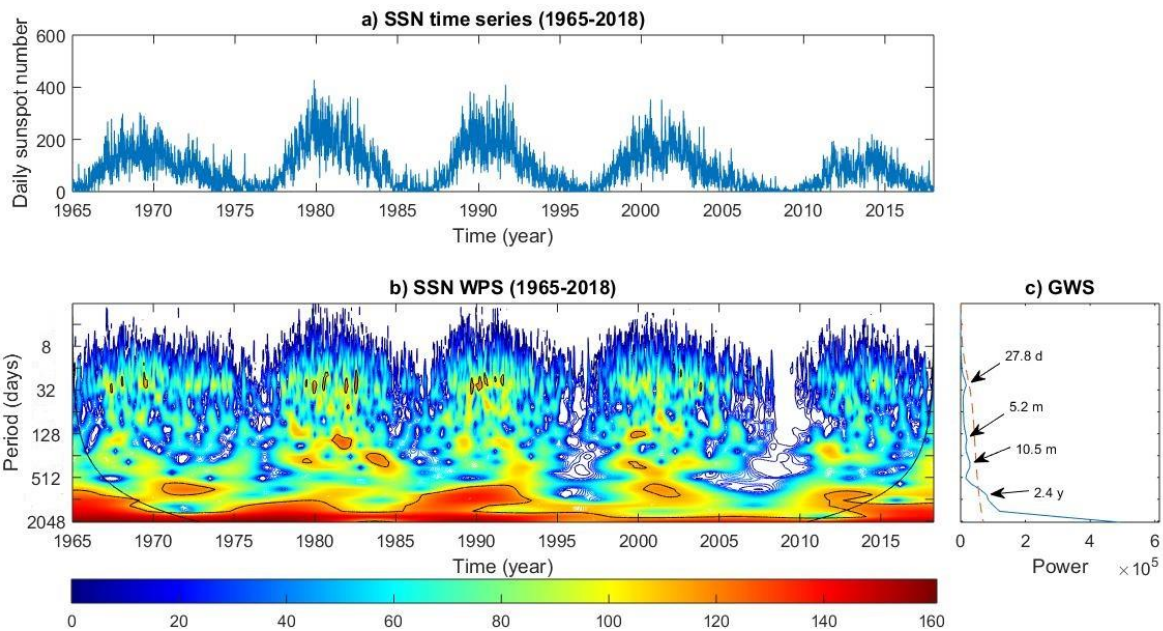 a) SSN time series (1965-2018)
Daily sunspot number
600
400
200
0
1965 1970 1975 1980 1985 1990 1995 2000 2005 2010 2015
Time (year)
b) SSN WPS (1965-2018)
Period (days)
8
32
128
512
2048
1965 1970 1975 1980 1985 1990 1995 2000 2005 2010 2015
Time (year)
c) GWS
27.8 d
5.2 m
10.5 m
2.4 y
0 2 4 6
Power ×10⁵
0 20 40 60 80 100 120 140 160